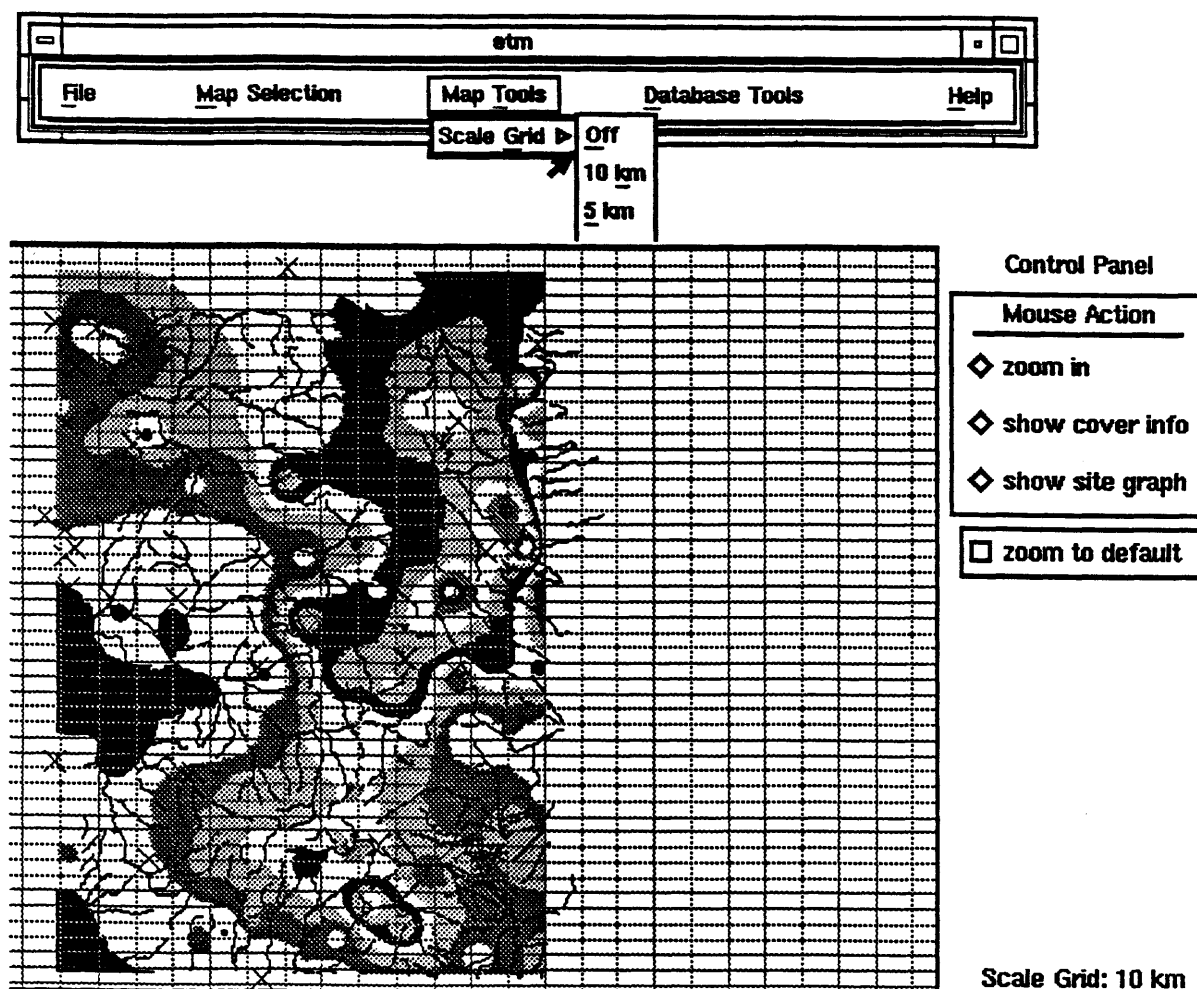 etm
File Map Selection Map Tools Database Tools Help
Scale Grid Off
10 km
5 km
Control Panel
Mouse Action
zoom in
show cover info
show site graph
zoom to default
Scale Grid: 10 km